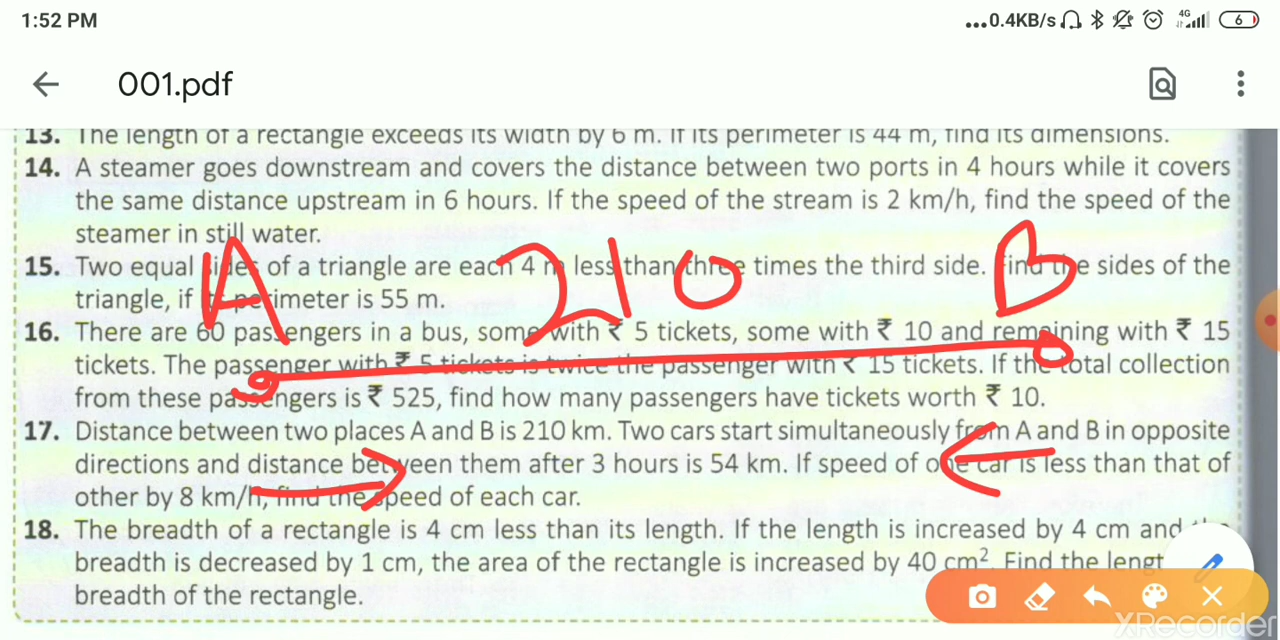 1:52 PM
...0.4KB/s 4G 6
001.pdf
13. The length of a rectangle exceeds its width by 6 m. If its perimeter is 44 m, find its dimensions.
14. A steamer goes downstream and covers the distance between two ports in 4 hours while it covers
the same distance upstream in 6 hours. If the speed of the stream is 2 km/h, find the speed of the
steamer in still water.
A 210 B
15. Two equal sides of a triangle are each 4 m less than three times the third side. Find the sides of the
triangle, if its perimeter is 55 m.
16. There are 60 passengers in a bus, some with ₹ 5 tickets, some with ₹ 10 and remaining with ₹ 15
tickets. The passenger with ₹ 5 tickets is twice the passenger with ₹ 15 tickets. If the total collection
from these passengers is ₹ 525, find how many passengers have tickets worth ₹ 10.
17. Distance between two places A and B is 210 km. Two cars start simultaneously from A and B in opposite
directions and distance between them after 3 hours is 54 km. If speed of one car is less than that of
other by 8 km/h, find the speed of each car.
18. The breadth of a rectangle is 4 cm less than its length. If the length is increased by 4 cm and
breadth is decreased by 1 cm, the area of the rectangle is increased by 40 cm². Find the lengt
breadth of the rectangle.
XRecorder